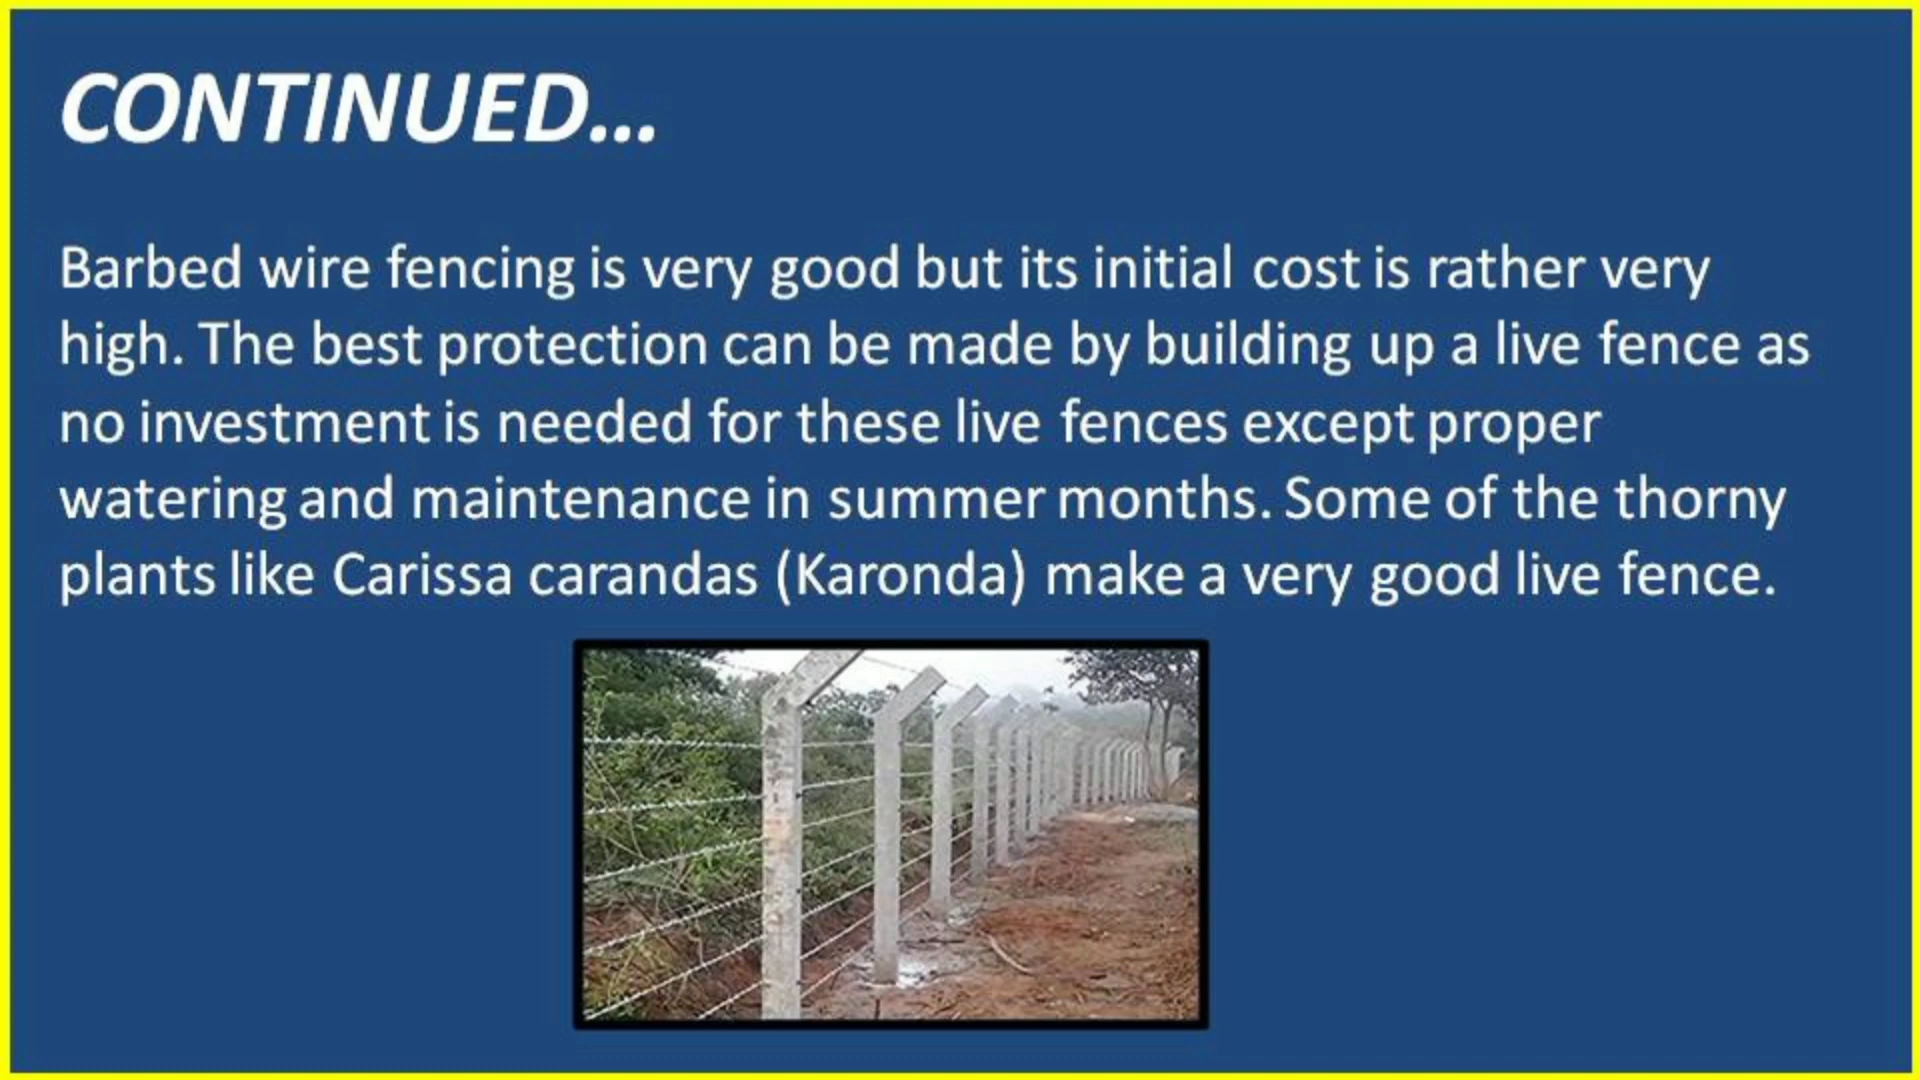 CONTINUED...
Barbed wire fencing is very good but its initial cost is rather very
high. The best protection can be made by building up a live fence as
no investment is needed for these live fences except proper
watering and maintenance in summer months. Some of the thorny
plants like Carissa carandas (Karonda) make a very good live fence.